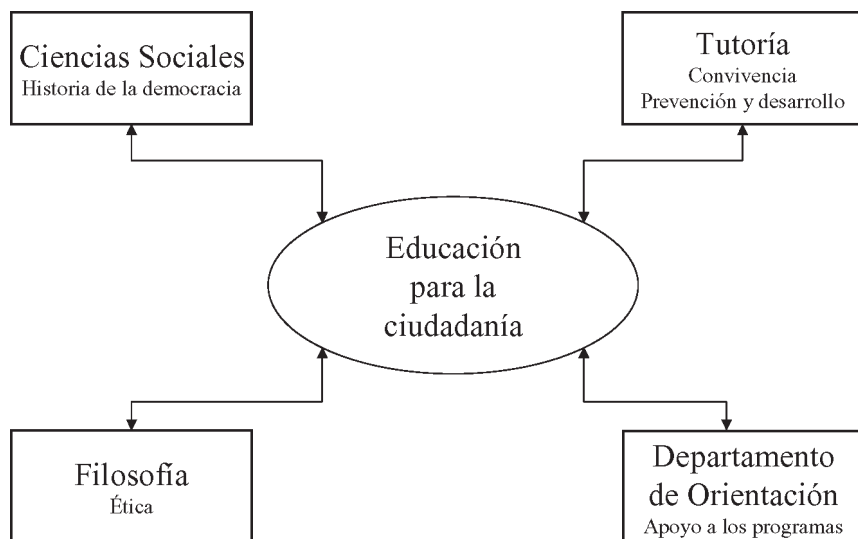 Ciencias Sociales
Historia de la democracia
Tutoría
Convivencia
Prevención y desarrollo
Educación
para la
ciudadanía
Filosofía
Ética
Departamento
de Orientación
Apoyo a los programas